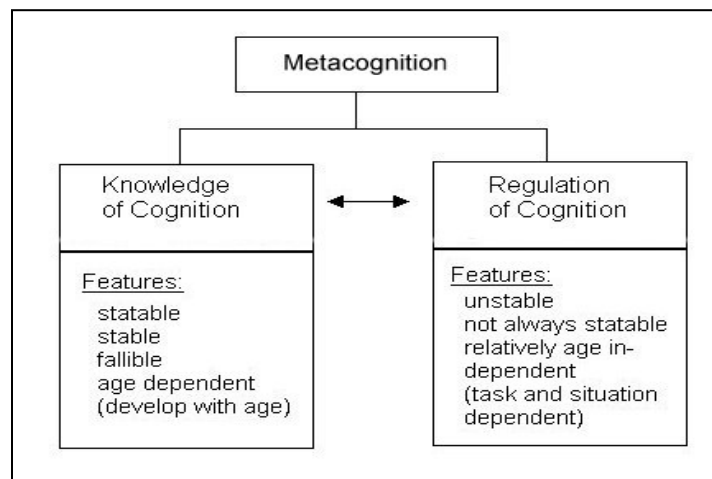 Metacognition
Knowledge
of Cognition
Features:
statable
stable
fallible
age dependent
(develop with age)
Regulation
of Cognition
Features:
unstable
not always statable
relatively age in-
dependent
(task and situation
dependent)